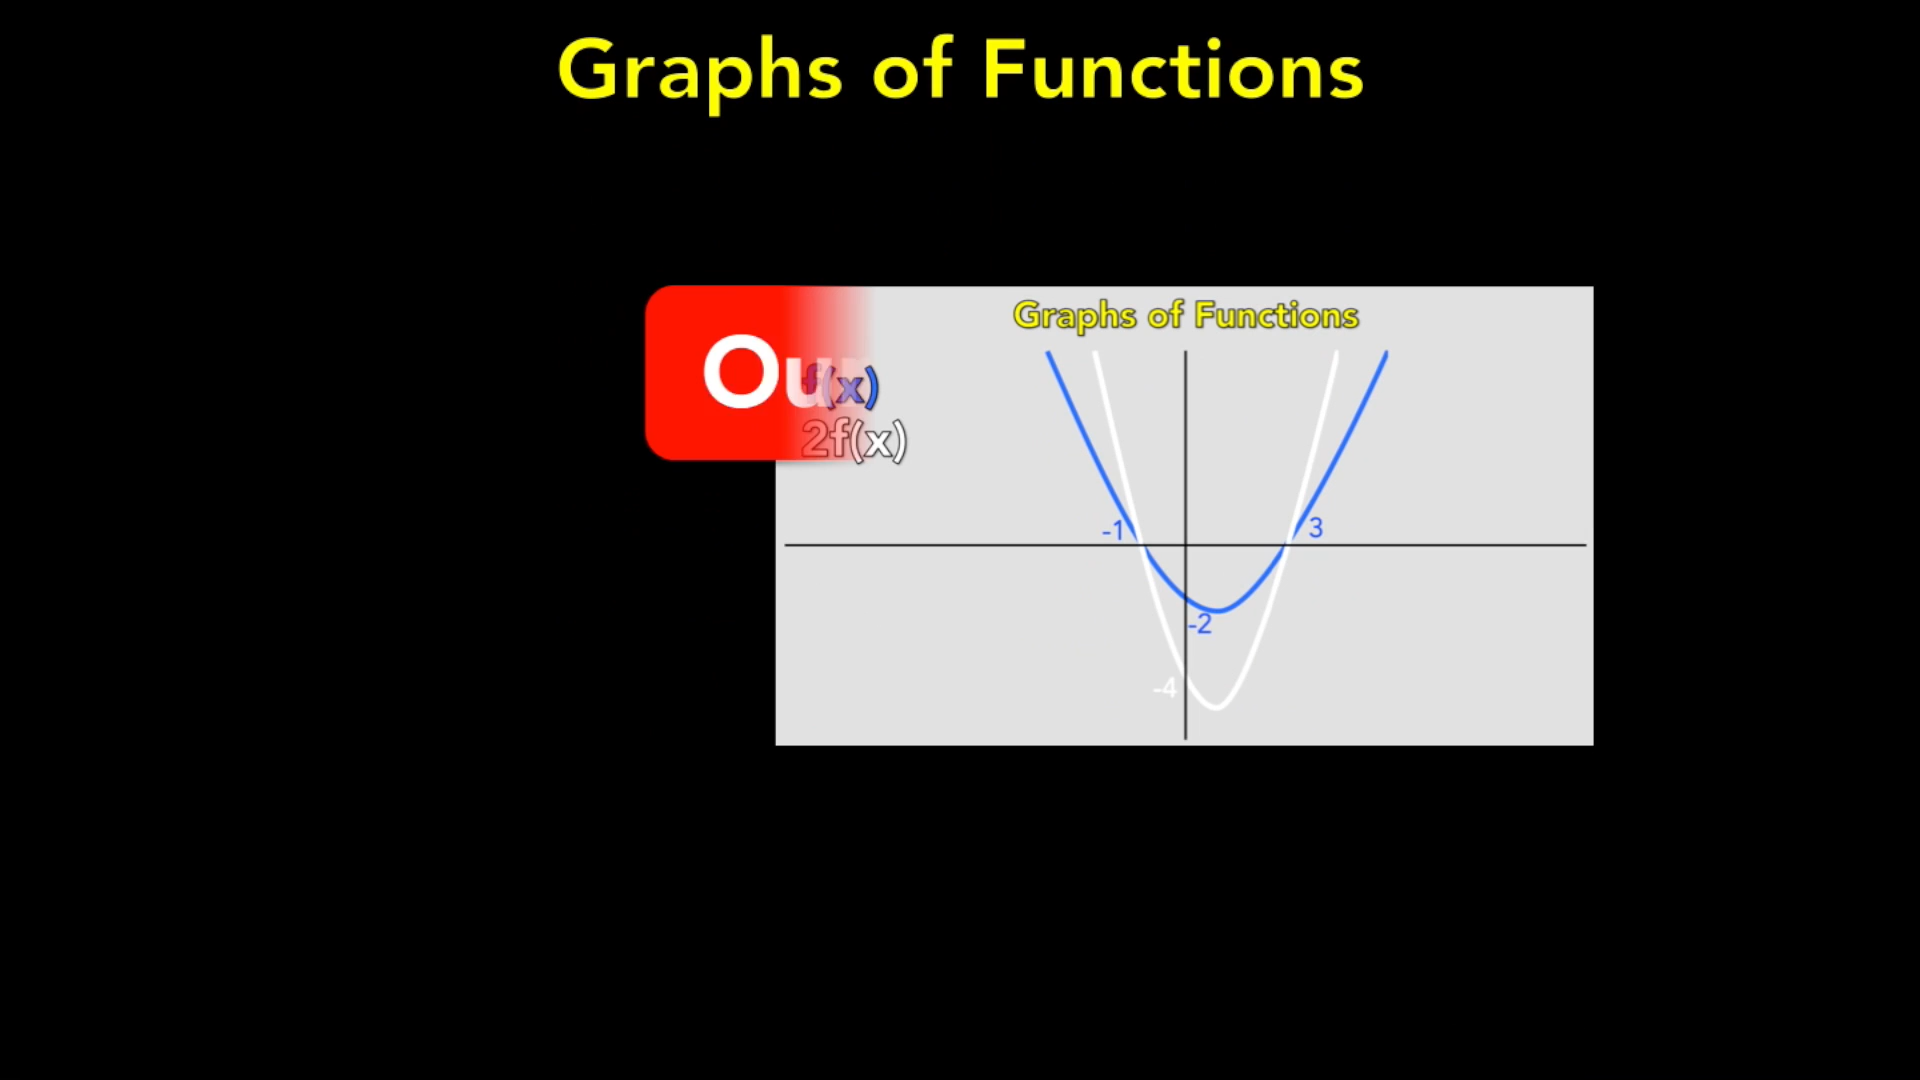 Graphs of Functions
Graphs of Functions
f(x)
2f(x)
-1
3
-2
-4